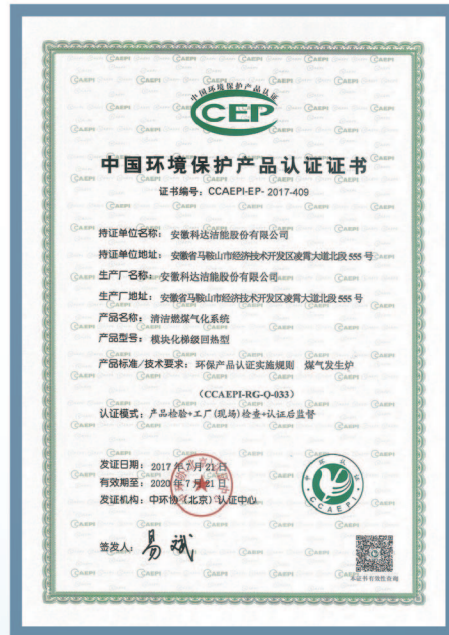 中国环境保护产品认证
CEP
中国环境保护产品认证证书
证书编号：CCAEPI-EP- 2017-409
持证单位名称：安徽科达洁能股份有限公司
持证单位地址：安徽省马鞍山市经济技术开发区凌霄大道北段 555 号
生产厂名称：安徽科达洁能股份有限公司
生产厂地址：安徽省马鞍山市经济技术开发区凌霄大道北段 555 号
产品名称：清洁燃煤气化系统
产品型号：模块化梯级回热型
产品标准/技术要求：环保产品认证实施规则 煤气发生炉
（CCAEPI-RG-Q-033）
认证模式：产品检验+工厂(现场)检查+认证后监督
发证日期：2017 年 7 月 21 日
有效期至：2020 年 7 月 21 日
发证机构：中环协（北京）认证中心
CCAEPI
签发人：易斌
本证书有效性查询